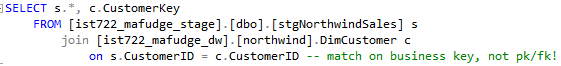 SELECT s.*, c.CustomerKey
FROM [ist722_mafudge_stage].[dbo].[stgNorthwindSales] s
join [ist722_mafudge_dw].[northwind].DimCustomer c
on s.CustomerID = c.CustomerID -- match on business key, not pk/fk!